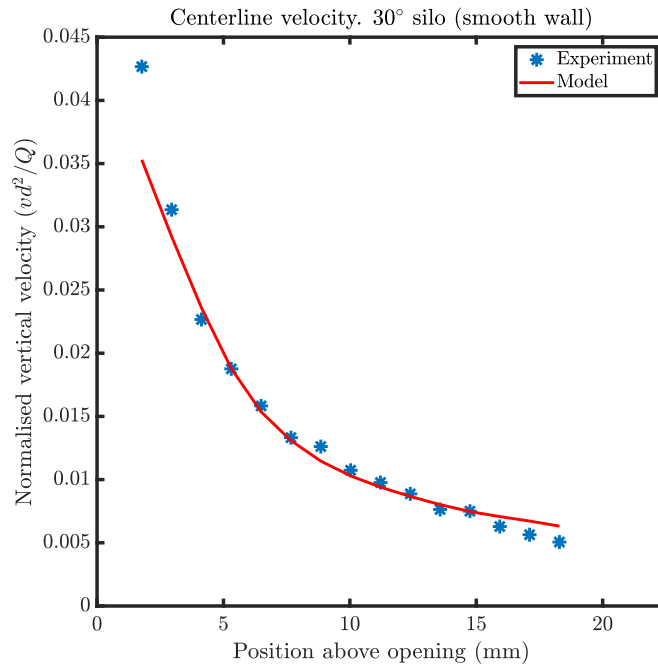 Centerline velocity. 30° silo (smooth wall)
Experiment
Model
Normalised vertical velocity (vd²/Q)
0.045
0.04
0.035
0.03
0.025
0.02
0.015
0.01
0.005
0
0 5 10 15 20
Position above opening (mm)